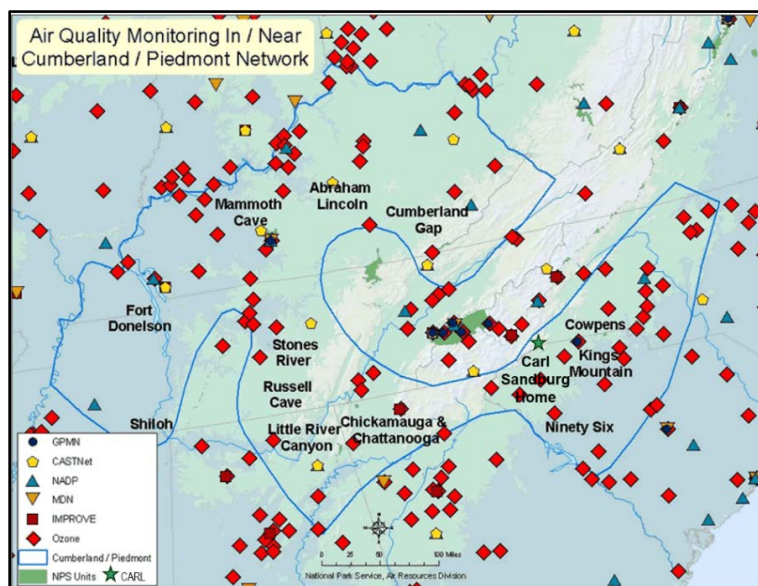 Air Quality Monitoring In / Near
Cumberland / Piedmont Network
Mammoth
Cave
Abraham
Lincoln
Cumberland
Gap
Fort
Donelson
Stones
River
Cowpens
Kings
Mountain
Carl
Sandburg
Home
Russell
Cave
Shiloh
Little River
Canyon
Chickamauga &
Chattanooga
Ninety Six
GPMN
CASTNet
NADP
MDN
IMPROVE
Ozone
Cumberland / Piedmont
NPS Units
CARL
0
50
100 Miles
National Park Service, Air Resources Division